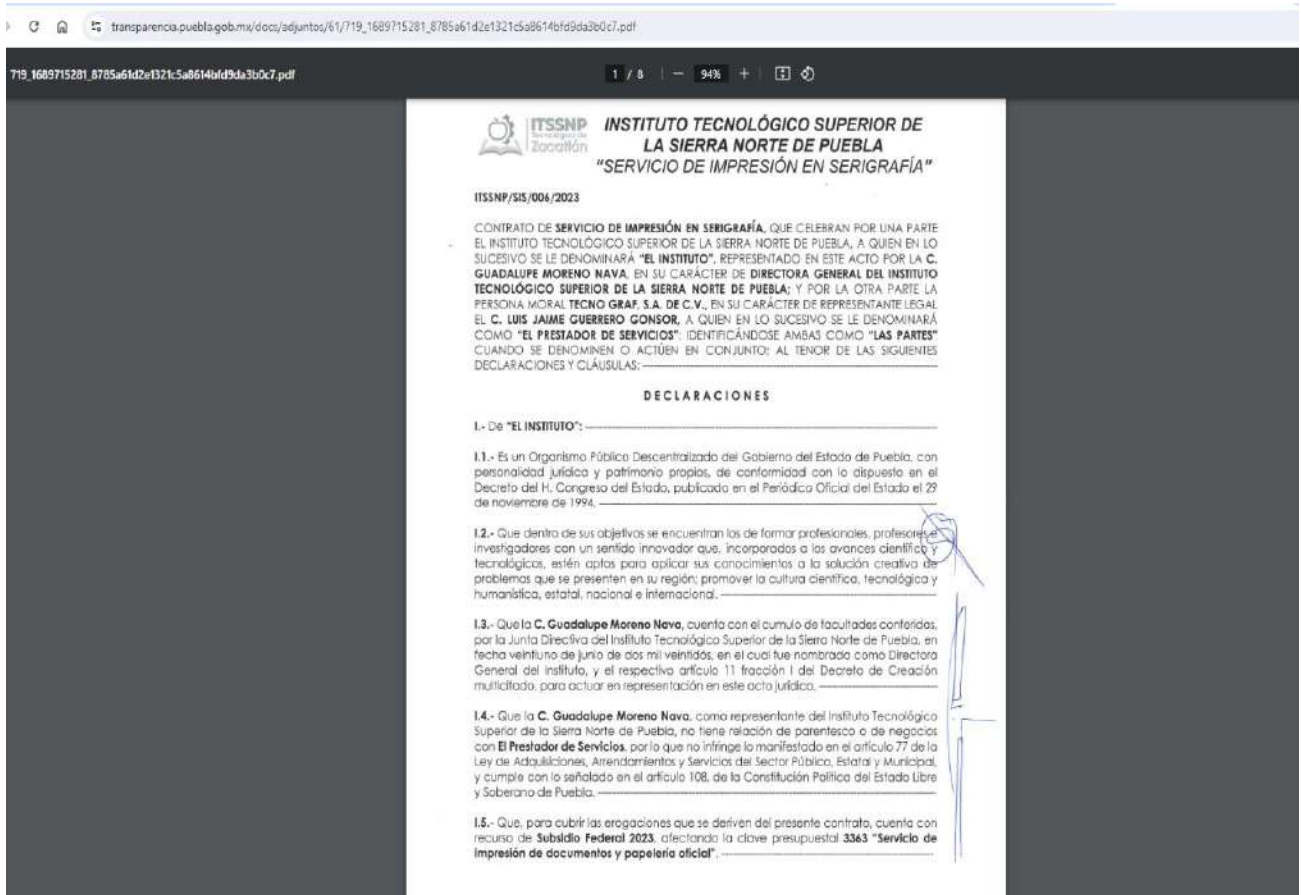 transparencia.puebla.gob.mx/docs/adjuntos/61/719_1689715281_8785a61d2e1321c5a8614bfd9da3b0c7.pdf
719_1689715281_8785a61d2e1321c5a8614bfd9da3b0c7.pdf
1 / 8 | — 94% + |
ITSSNP
Tecnológico de
Zacatlán
INSTITUTO TECNOLÓGICO SUPERIOR DE
LA SIERRA NORTE DE PUEBLA
"SERVICIO DE IMPRESIÓN EN SERIGRAFÍA"
ITSSNP/SIS/006/2023
CONTRATO DE SERVICIO DE IMPRESIÓN EN SERIGRAFÍA, QUE CELEBRAN POR UNA PARTE
EL INSTITUTO TECNOLÓGICO SUPERIOR DE LA SIERRA NORTE DE PUEBLA, A QUIEN EN LO
SUCESIVO SE LE DENOMINARÁ "EL INSTITUTO", REPRESENTADO EN ESTE ACTO POR LA C.
GUADALUPE MORENO NAVA, EN SU CARÁCTER DE DIRECTORA GENERAL DEL INSTITUTO
TECNOLÓGICO SUPERIOR DE LA SIERRA NORTE DE PUEBLA; Y POR LA OTRA PARTE LA
PERSONA MORAL TECNO GRAF, S.A. DE C.V., EN SU CARÁCTER DE REPRESENTANTE LEGAL
EL C. LUIS JAIME GUERRERO GONSOR, A QUIEN EN LO SUCESIVO SE LE DENOMINARÁ
COMO "EL PRESTADOR DE SERVICIOS"; IDENTIFICÁNDOSE AMBAS COMO "LAS PARTES"
CUANDO SE DENOMINEN O ACTÚEN EN CONJUNTO; AL TENOR DE LAS SIGUIENTES
DECLARACIONES Y CLÁUSULAS:
DECLARACIONES
I.- De "EL INSTITUTO":
I.1.- Es un Organismo Público Descentralizado del Gobierno del Estado de Puebla, con
personalidad jurídica y patrimonio propios, de conformidad con lo dispuesto en el
Decreto del H. Congreso del Estado, publicado en el Periódico Oficial del Estado el 29
de noviembre de 1994.
I.2.- Que dentro de sus objetivos se encuentran los de formar profesionales, profesores e
investigadores con un sentido innovador que, incorporados a los avances científico y
tecnológicos, estén aptos para aplicar sus conocimientos a la solución creativa de
problemas que se presenten en su región; promover la cultura científica, tecnológica y
humanística, estatal, nacional e internacional.
I.3.- Que la C. Guadalupe Moreno Nava, cuenta con el cumulo de facultades conferidas,
por la Junta Directiva del Instituto Tecnológico Superior de la Sierra Norte de Puebla, en
fecha veintiuno de junio de dos mil veintidós, en el cual fue nombrada como Directora
General del Instituto, y el respectivo artículo 11 fracción I del Decreto de Creación
multicitado, para actuar en representación en este acto jurídico.
I.4.- Que la C. Guadalupe Moreno Nava, como representante del Instituto Tecnológico
Superior de la Sierra Norte de Puebla, no tiene relación de parentesco o de negocios
con El Prestador de Servicios, por lo que no infringe lo manifestado en el artículo 77 de la
Ley de Adquisiciones, Arrendamientos y Servicios del Sector Público, Estatal y Municipal,
y cumple con lo señalado en el artículo 108, de la Constitución Política del Estado Libre
y Soberano de Puebla.
I.5.- Que, para cubrir las erogaciones que se deriven del presente contrato, cuenta con
recurso de Subsidio Federal 2023, afectando la clave presupuestal 3363 "Servicio de
impresión de documentos y papelería oficial".